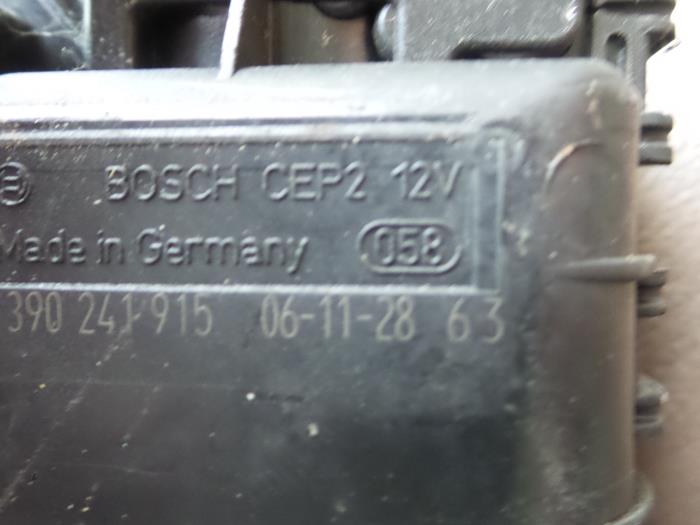 BOSCH CEP2 12V
Made in Germany 058
390 241 915 06-11-28 63